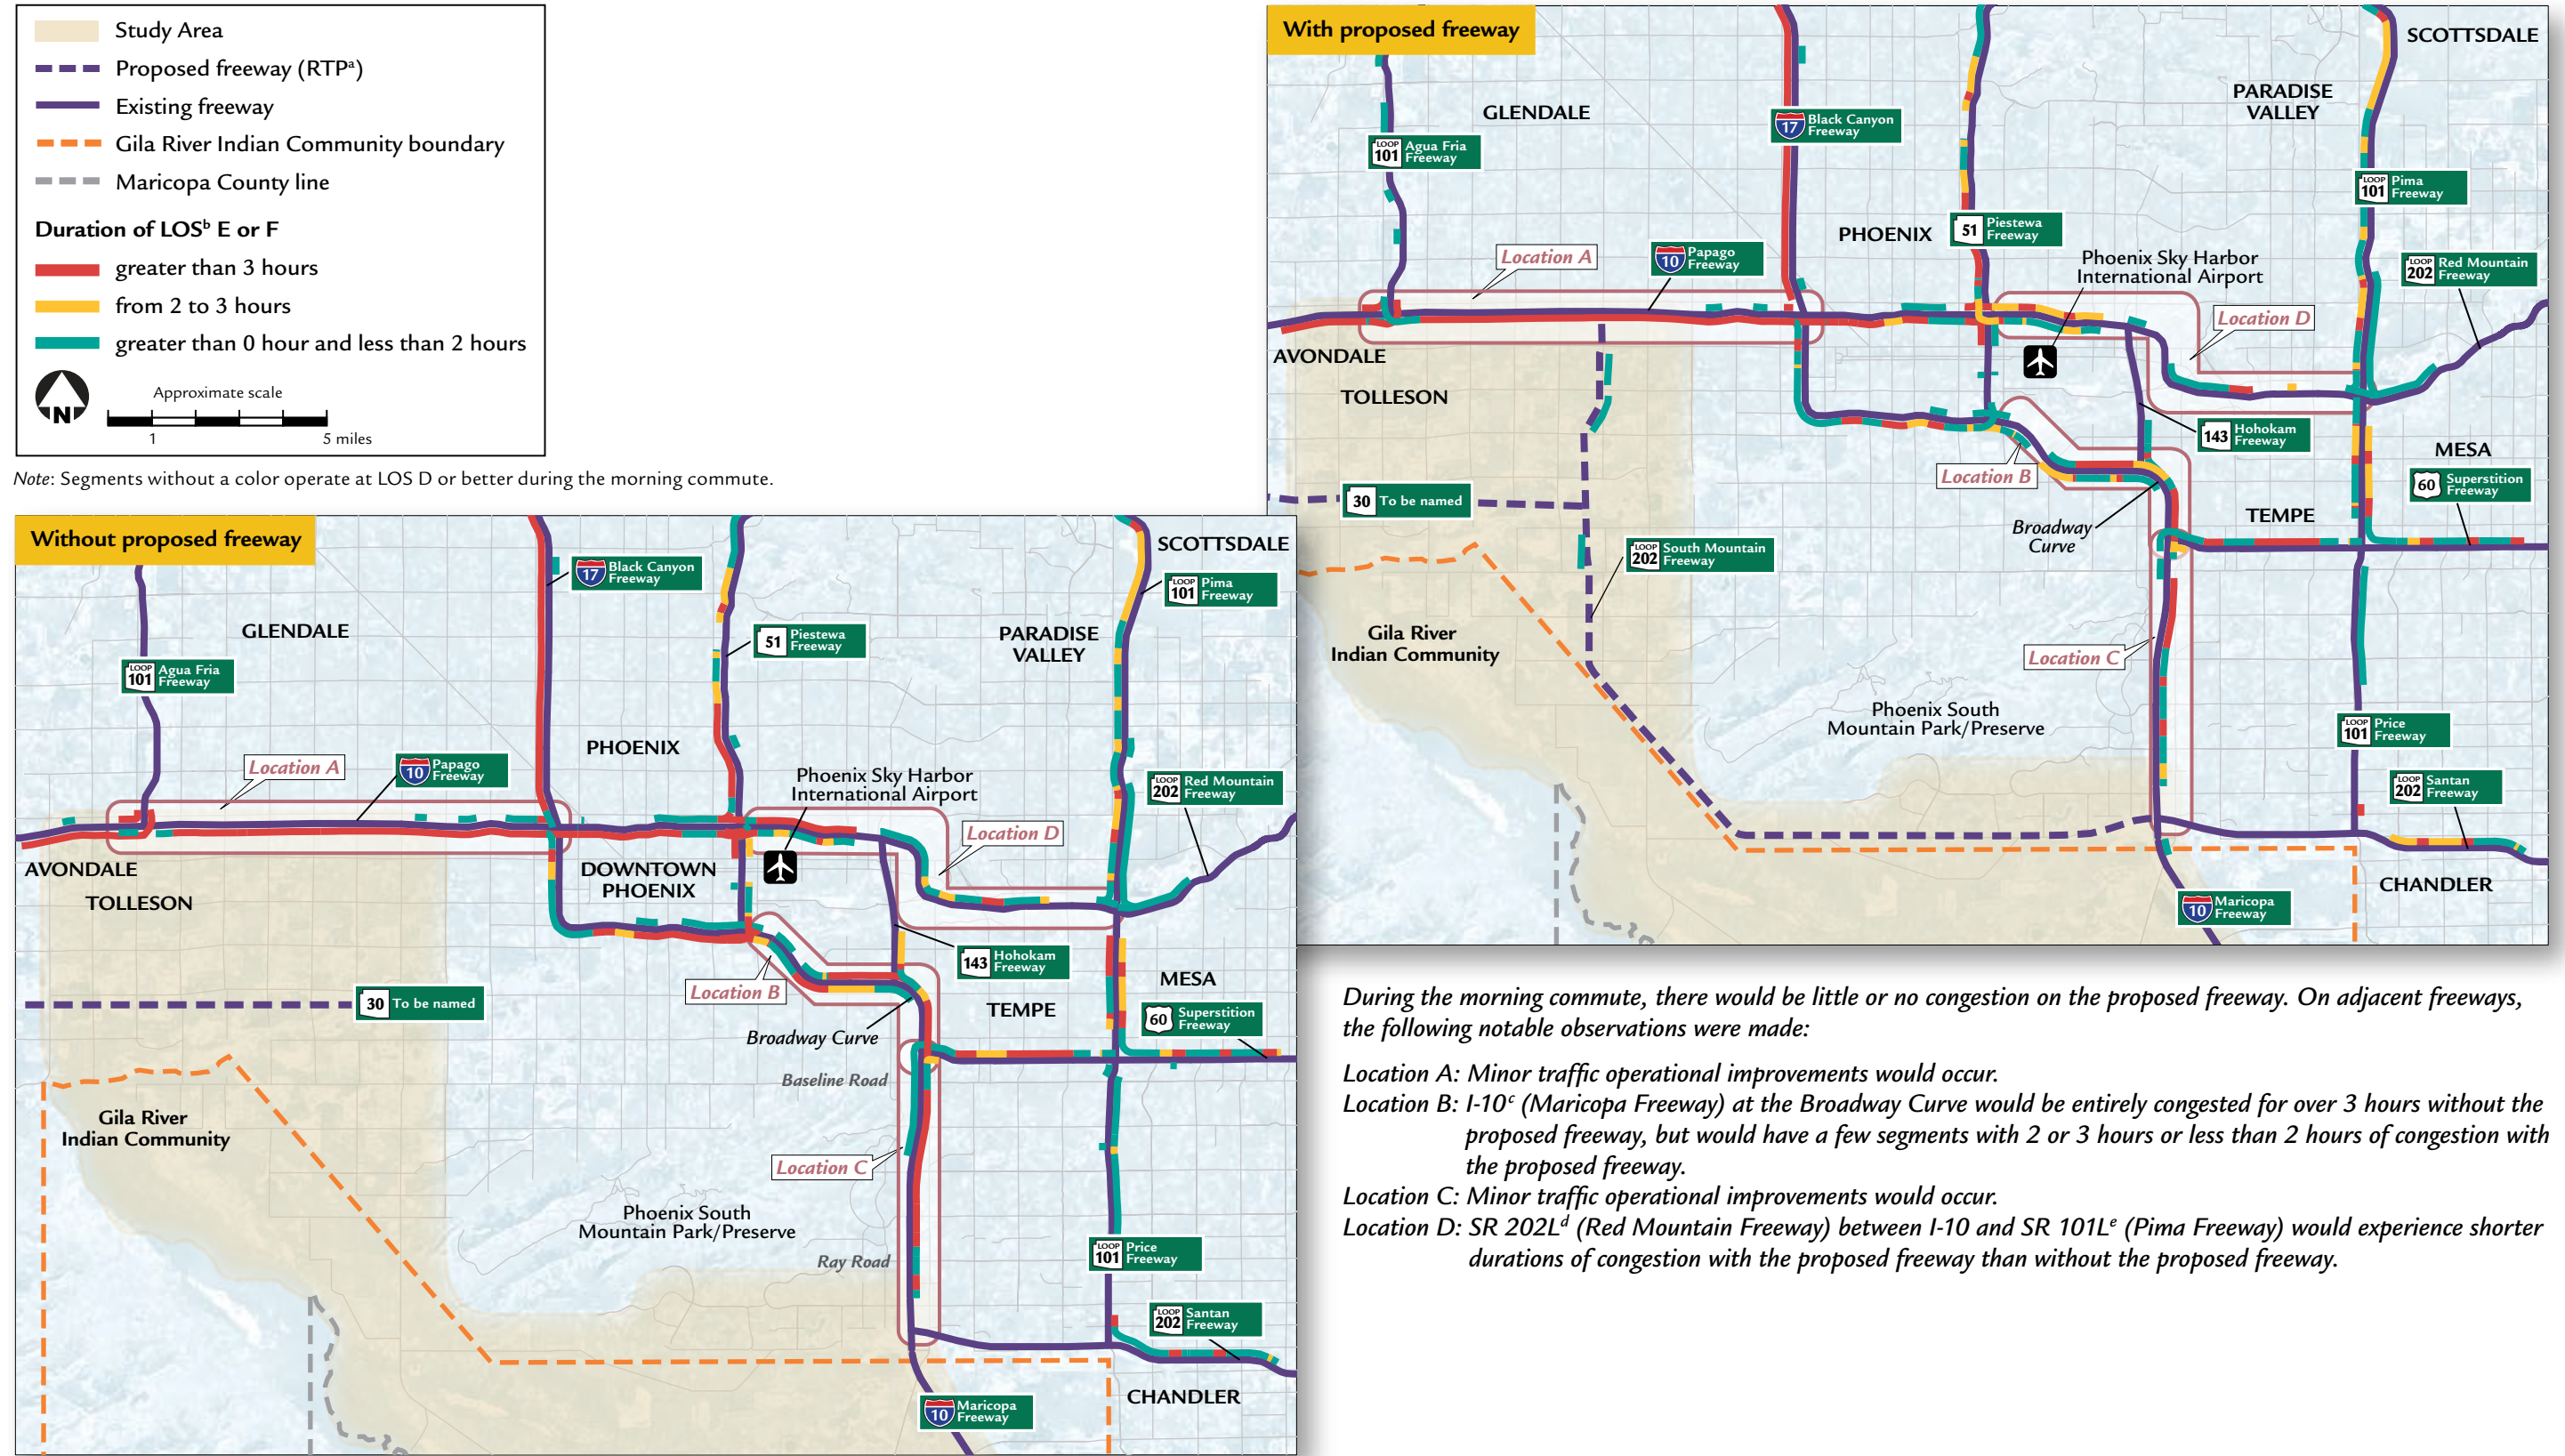 Study Area
Proposed freeway (RTPᵃ)
Existing freeway
Gila River Indian Community boundary
Maricopa County line
Duration of LOSᵇ E or F
greater than 3 hours
from 2 to 3 hours
greater than 0 hour and less than 2 hours
N
Approximate scale
1
5 miles
Note: Segments without a color operate at LOS D or better during the morning commute.
With proposed freeway
SCOTTSDALE
PARADISE
VALLEY
GLENDALE
17 Black Canyon
Freeway
LOOP
101 Agua Fria
Freeway
LOOP
101 Pima
Freeway
PHOENIX
51 Piestewa
Freeway
Location A
10 Papago
Freeway
Phoenix Sky Harbor
International Airport
LOOP
202 Red Mountain
Freeway
Location D
AVONDALE
TOLLESON
143 Hohokam
Freeway
MESA
Location B
60 Superstition
Freeway
30 To be named
Broadway
Curve
TEMPE
LOOP
202 South Mountain
Freeway
Gila River
Indian Community
Location C
Phoenix South
Mountain Park/Preserve
LOOP
101 Price
Freeway
LOOP
202 Santan
Freeway
CHANDLER
10 Maricopa
Freeway
Without proposed freeway
SCOTTSDALE
17 Black Canyon
Freeway
LOOP
101 Pima
Freeway
GLENDALE
51 Piestewa
Freeway
PARADISE
VALLEY
LOOP
101 Agua Fria
Freeway
PHOENIX
Location A
10 Papago
Freeway
Phoenix Sky Harbor
International Airport
LOOP
202 Red Mountain
Freeway
Location D
AVONDALE
DOWNTOWN
PHOENIX
TOLLESON
143 Hohokam
Freeway
MESA
Location B
30 To be named
TEMPE
60 Superstition
Freeway
Broadway Curve
Baseline Road
Gila River
Indian Community
Location C
Phoenix South
Mountain Park/Preserve
Ray Road
LOOP
101 Price
Freeway
LOOP
202 Santan
Freeway
CHANDLER
10 Maricopa
Freeway
During the morning commute, there would be little or no congestion on the proposed freeway. On adjacent freeways,
the following notable observations were made:
Location A: Minor traffic operational improvements would occur.
Location B: I-10ᶜ (Maricopa Freeway) at the Broadway Curve would be entirely congested for over 3 hours without the
proposed freeway, but would have a few segments with 2 or 3 hours or less than 2 hours of congestion with
the proposed freeway.
Location C: Minor traffic operational improvements would occur.
Location D: SR 202Lᵈ (Red Mountain Freeway) between I-10 and SR 101Lᵉ (Pima Freeway) would experience shorter
durations of congestion with the proposed freeway than without the proposed freeway.